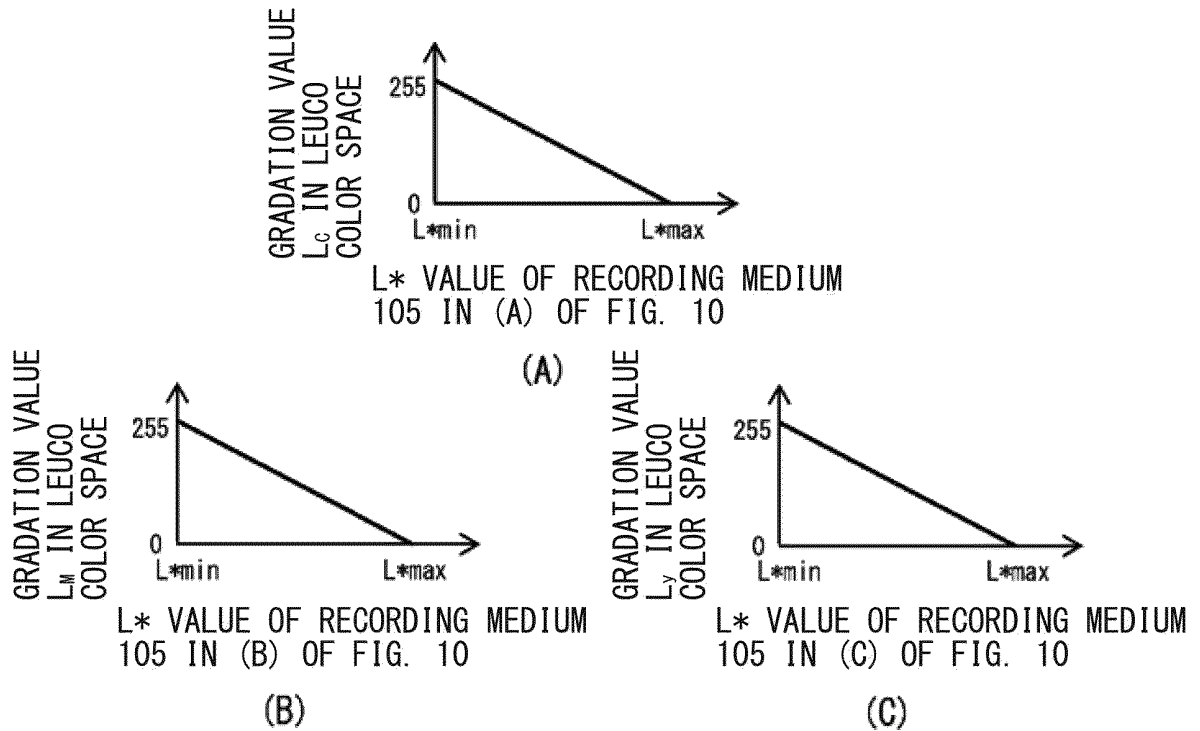 GRADATION VALUE
LC IN LEUCO
COLOR SPACE
255
0
L*min
L*max
L* VALUE OF RECORDING MEDIUM
105 IN (A) OF FIG. 10
(A)
GRADATION VALUE
LM IN LEUCO
COLOR SPACE
255
0
L*min
L*max
L* VALUE OF RECORDING MEDIUM
105 IN (B) OF FIG. 10
(B)
GRADATION VALUE
Ly IN LEUCO
COLOR SPACE
255
0
L*min
L*max
L* VALUE OF RECORDING MEDIUM
105 IN (C) OF FIG. 10
(C)